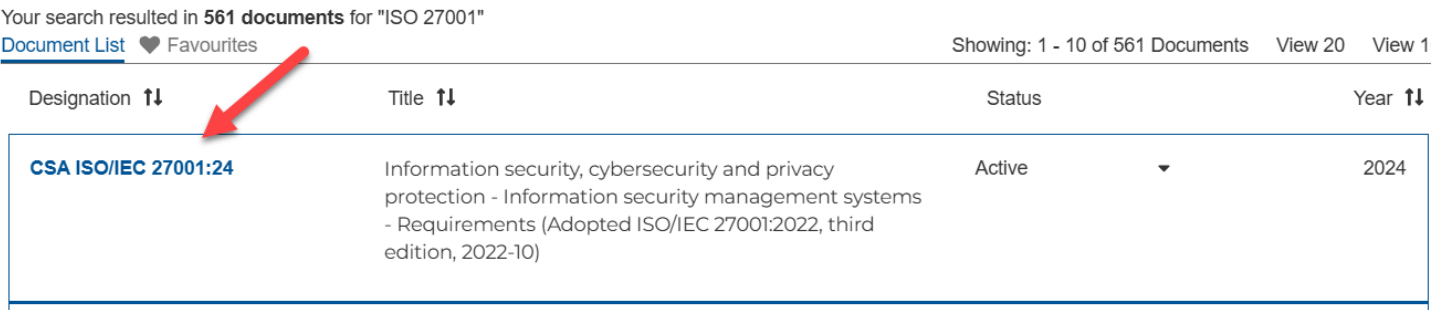 Your search resulted in 561 documents for "ISO 27001"
Document List Favourites Showing: 1 - 10 of 561 Documents View 20 View 1
Designation Title Status Year
CSA ISO/IEC 27001:24 Information security, cybersecurity and privacy Active 2024
protection - Information security management systems
- Requirements (Adopted ISO/IEC 27001:2022, third
edition, 2022-10)